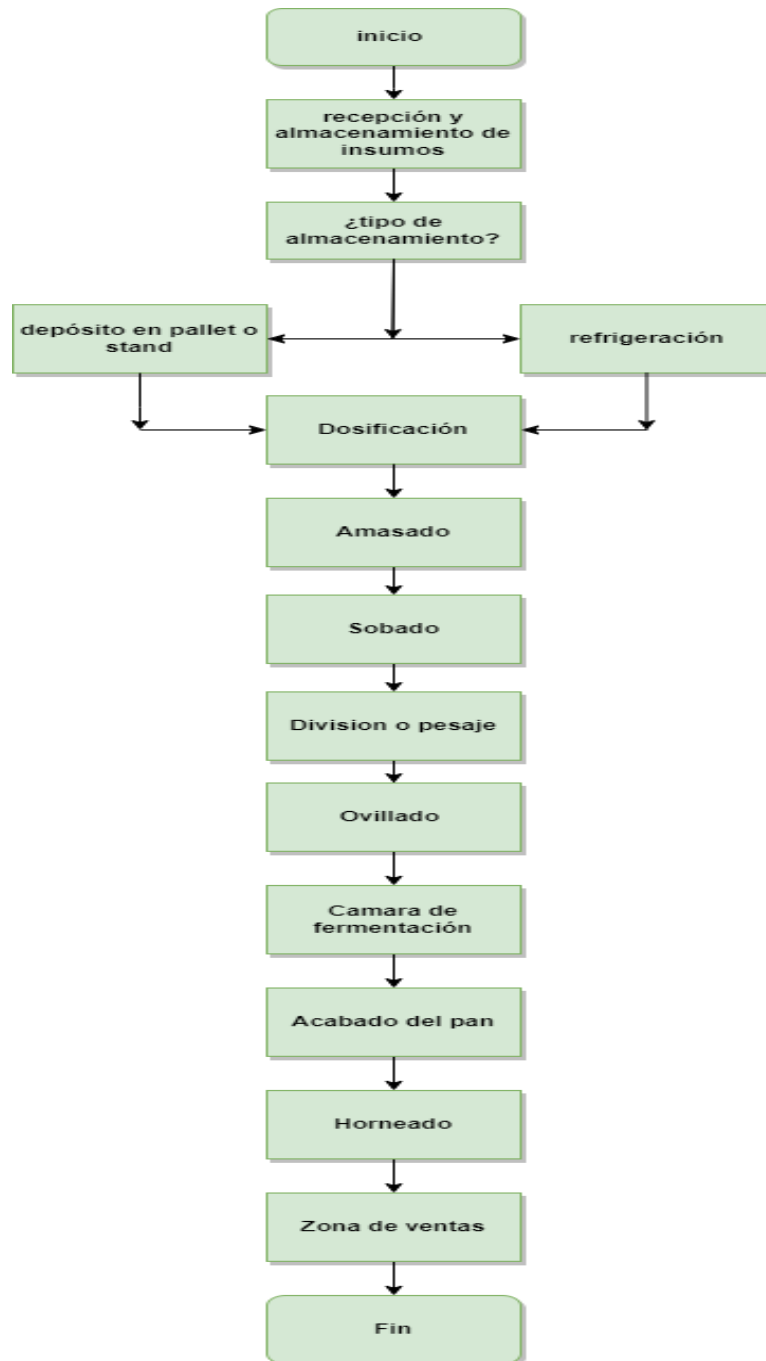 inicio
recepción y
almacenamiento de
insumos
¿tipo de
almacenamiento?
depósito en pallet o
stand
refrigeración
Dosificación
Amasado
Sobado
Division o pesaje
Ovillado
Camara de
fermentación
Acabado del pan
Horneado
Zona de ventas
Fin